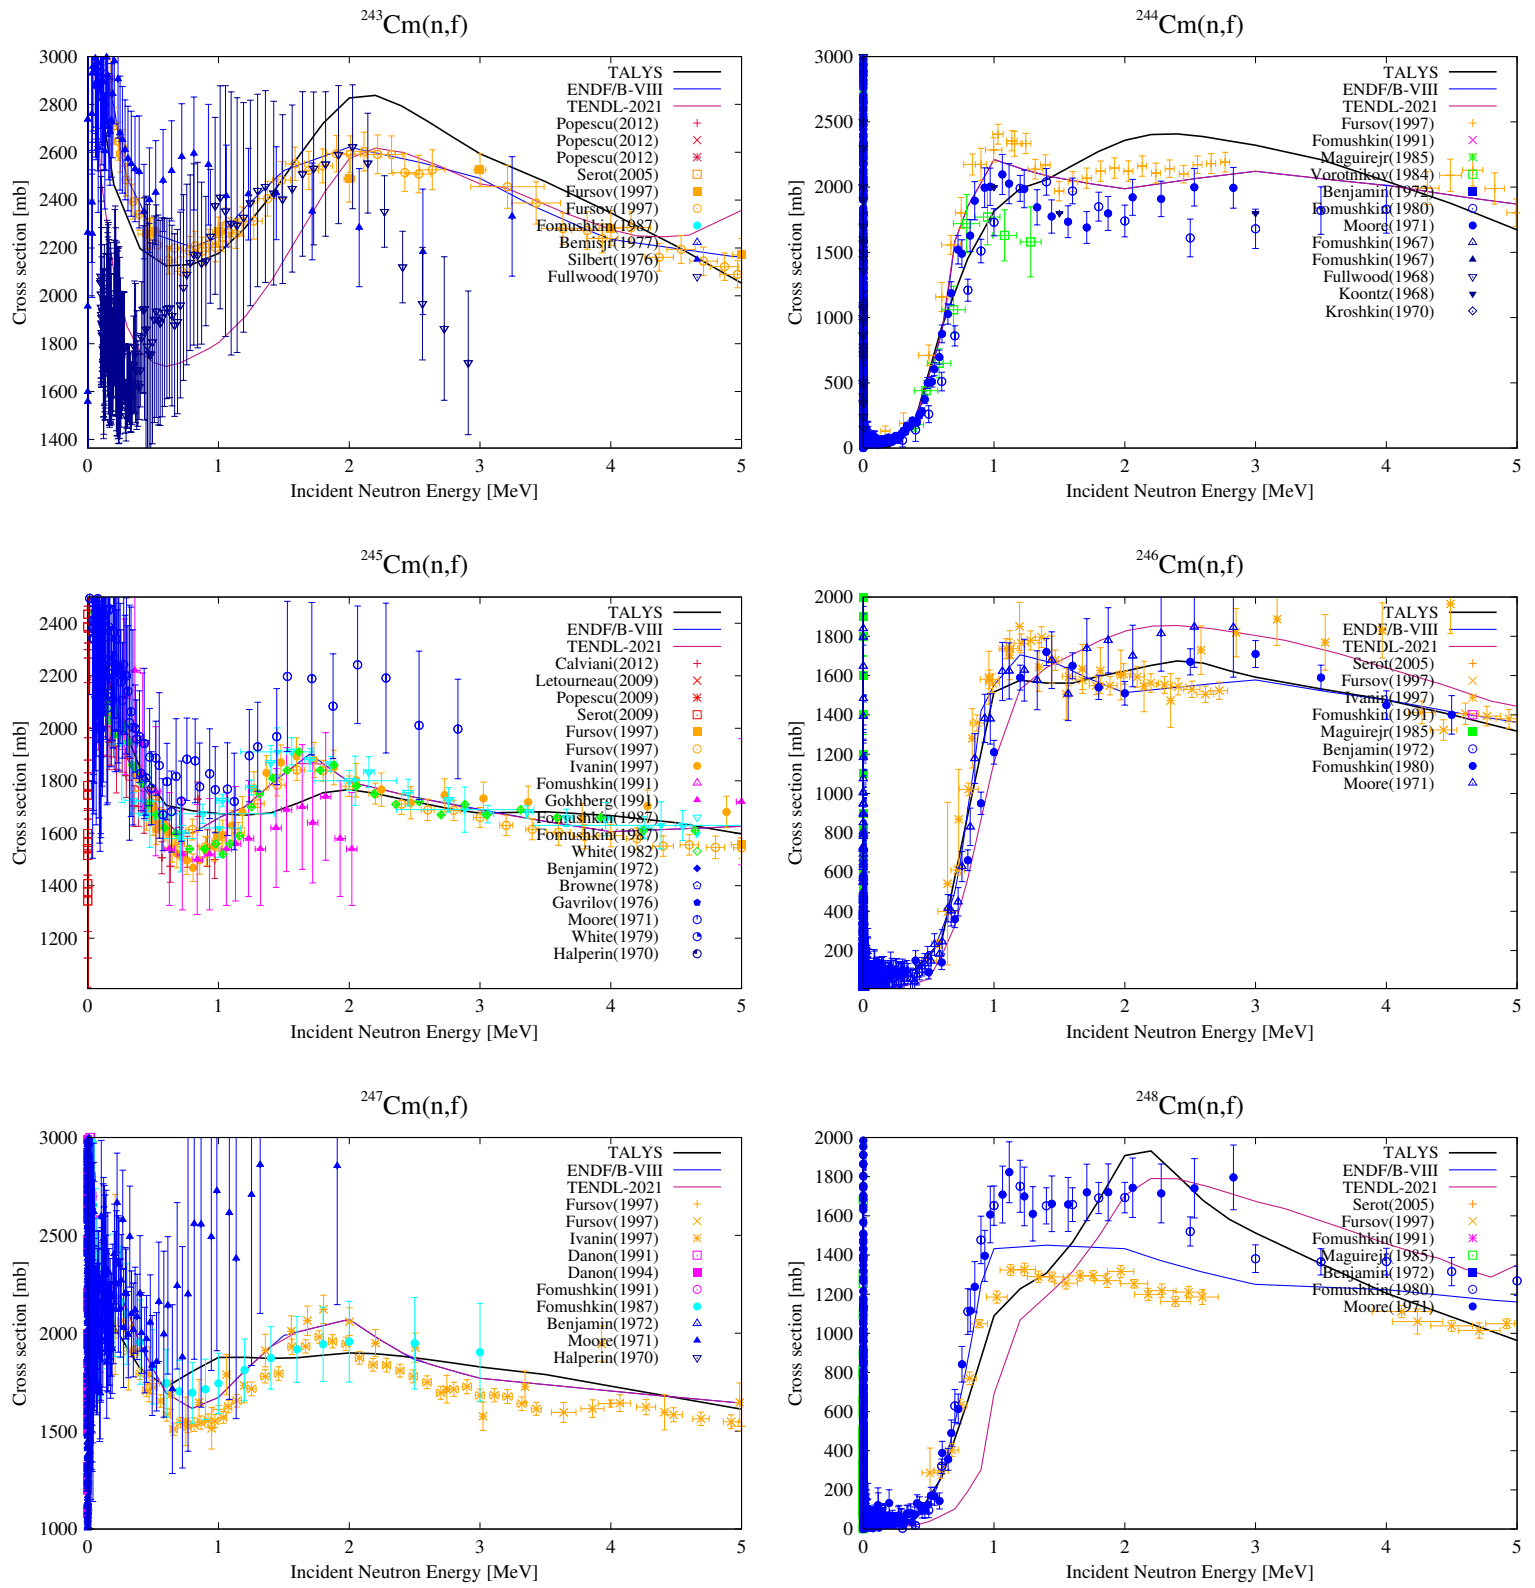 243Cm(n,f)
3000
2800
2600
2400
2200
2000
1800
1600
1400
0 1 2 3 4 5
Cross section [mb]
Incident Neutron Energy [MeV]
TALYS
ENDF/B-VIII
TENDL-2021
Popescu(2012)
Popescu(2012)
Popescu(2012)
Serot(2005)
Fursov(1997)
Fursov(1997)
Fomushkin(1987)
Bemisjr(1977)
Silbert(1976)
Fullwood(1970)
244Cm(n,f)
3000
2500
2000
1500
1000
500
0
0 1 2 3 4 5
Cross section [mb]
Incident Neutron Energy [MeV]
TALYS
ENDF/B-VIII
TENDL-2021
Fursov(1997)
Fomushkin(1991)
Maguirejr(1985)
Vorotnikov(1984)
Benjamin(1972)
Fomushkin(1980)
Moore(1971)
Fomushkin(1967)
Fomushkin(1967)
Fullwood(1968)
Koontz(1968)
Kroshkin(1970)
245Cm(n,f)
2400
2200
2000
1800
1600
1400
1200
0 1 2 3 4 5
Cross section [mb]
Incident Neutron Energy [MeV]
TALYS
ENDF/B-VIII
TENDL-2021
Calviani(2012)
Letourneau(2009)
Popescu(2009)
Serot(2009)
Fursov(1997)
Fursov(1997)
Ivanin(1997)
Fomushkin(1991)
Gokhberg(1991)
Fomushkin(1987)
Fomushkin(1987)
White(1982)
Benjamin(1972)
Browne(1978)
Gavrilov(1976)
Moore(1971)
White(1979)
Halperin(1970)
246Cm(n,f)
2000
1800
1600
1400
1200
1000
800
600
400
200
0 1 2 3 4 5
Cross section [mb]
Incident Neutron Energy [MeV]
TALYS
ENDF/B-VIII
TENDL-2021
Serot(2005)
Fursov(1997)
Ivanin(1997)
Fomushkin(1991)
Maguirejr(1985)
Benjamin(1972)
Fomushkin(1980)
Moore(1971)
247Cm(n,f)
3000
2500
2000
1500
1000
0 1 2 3 4 5
Cross section [mb]
Incident Neutron Energy [MeV]
TALYS
ENDF/B-VIII
TENDL-2021
Fursov(1997)
Fursov(1997)
Ivanin(1997)
Danon(1991)
Danon(1994)
Fomushkin(1991)
Fomushkin(1987)
Benjamin(1972)
Moore(1971)
Halperin(1970)
248Cm(n,f)
2000
1800
1600
1400
1200
1000
800
600
400
200
0
0 1 2 3 4 5
Cross section [mb]
Incident Neutron Energy [MeV]
TALYS
ENDF/B-VIII
TENDL-2021
Serot(2005)
Fursov(1997)
Fomushkin(1991)
Maguirejr(1985)
Benjamin(1972)
Fomushkin(1980)
Moore(1971)